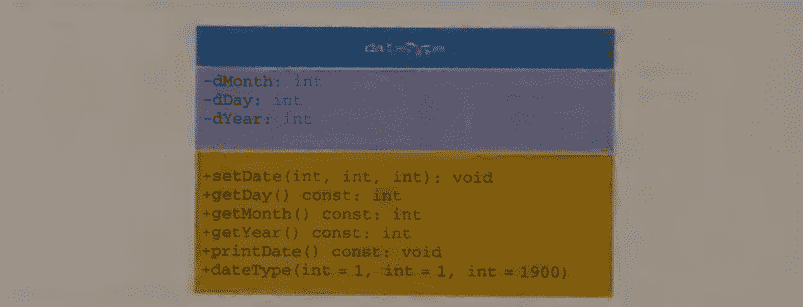 dateType
-dMonth: int
-dDay: int
-dYear: int
+setDate(int, int, int): void
+getDay() const: int
+getMonth() const: int
+getYear() const: int
+printDate() const: void
+dateType(int = 1, int = 1, int = 1900)